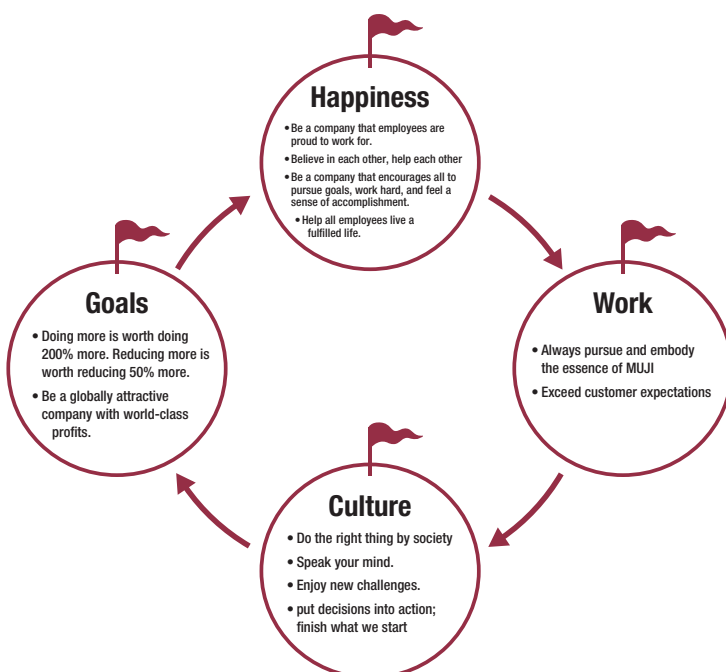 Happiness
• Be a company that employees are
proud to work for.
• Believe in each other, help each other
• Be a company that encourages all to
pursue goals, work hard, and feel a
sense of accomplishment.
• Help all employees live a
fulfilled life.
Work
• Always pursue and embody
the essence of MUJI
• Exceed customer expectations
Culture
• Do the right thing by society
• Speak your mind.
• Enjoy new challenges.
• put decisions into action;
finish what we start
Goals
• Doing more is worth doing
200% more. Reducing more is
worth reducing 50% more.
• Be a globally attractive
company with world-class
profits.